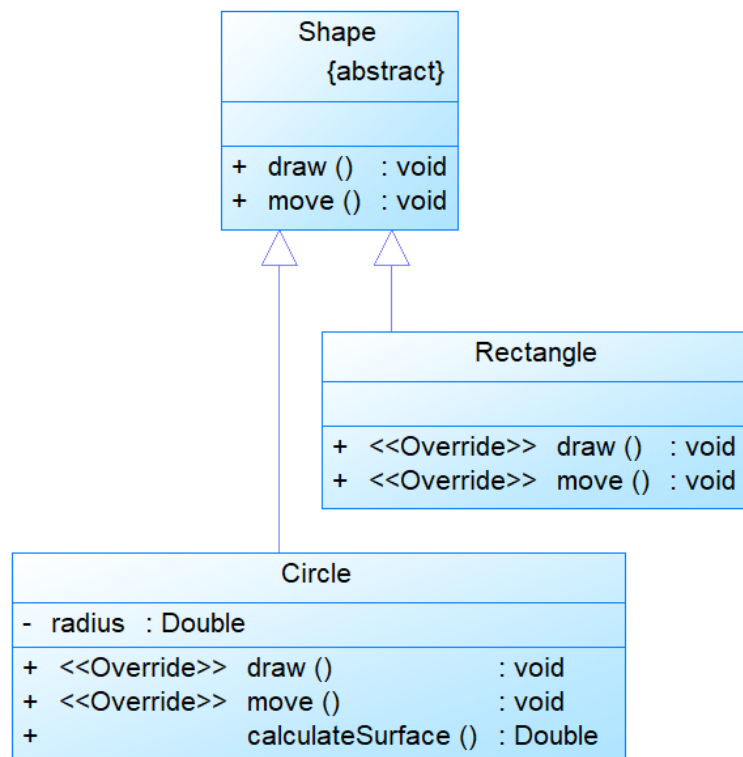 Shape
{abstract}
+ draw () : void
+ move () : void
Rectangle
+ <<Override>> draw () : void
+ <<Override>> move () : void
Circle
- radius : Double
+ <<Override>> draw () : void
+ <<Override>> move () : void
+ calculateSurface () : Double